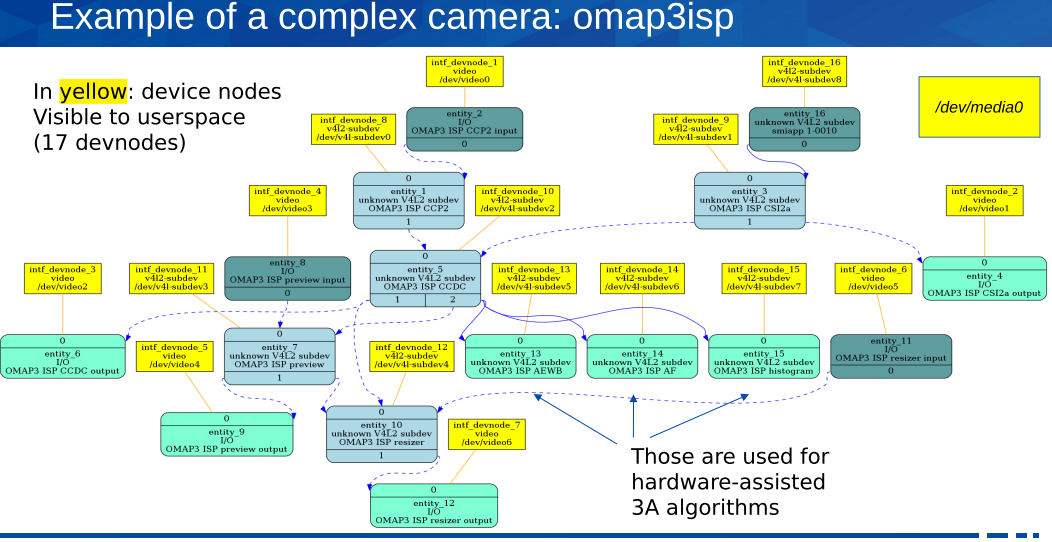 Example of a complex camera: omap3isp
In yellow: device nodes
Visible to userspace
(17 devnodes)
intf_devnode_1
video
/dev/video0
intf_devnode_16
v4l2-subdev
/dev/v4l-subdev8
/dev/media0
intf_devnode_8
v4l2-subdev
/dev/v4l-subdev0
entity_2
I/O
OMAP3 ISP CCP2 input
0
intf_devnode_9
v4l2-subdev
/dev/v4l-subdev1
entity_16
unknown V4L2 subdev
smiapp 1-0010
0
intf_devnode_4
video
/dev/video3
0
entity_1
unknown V4L2 subdev
OMAP3 ISP CCP2
1
intf_devnode_10
v4l2-subdev
/dev/v4l-subdev2
0
entity_3
unknown V4L2 subdev
OMAP3 ISP CSI2a
1
intf_devnode_2
video
/dev/video1
intf_devnode_3
video
/dev/video2
intf_devnode_11
v4l2-subdev
/dev/v4l-subdev3
entity_8
I/O
OMAP3 ISP preview input
0
0
entity_5
unknown V4L2 subdev
OMAP3 ISP CCDC
1 2
intf_devnode_13
v4l2-subdev
/dev/v4l-subdev5
intf_devnode_14
v4l2-subdev
/dev/v4l-subdev6
intf_devnode_15
v4l2-subdev
/dev/v4l-subdev7
intf_devnode_6
video
/dev/video5
0
entity_4
I/O
OMAP3 ISP CSI2a output
0
entity_6
I/O
OMAP3 ISP CCDC output
intf_devnode_5
video
/dev/video4
0
entity_7
unknown V4L2 subdev
OMAP3 ISP preview
1
intf_devnode_12
v4l2-subdev
/dev/v4l-subdev4
0
entity_13
unknown V4L2 subdev
OMAP3 ISP AEWB
0
entity_14
unknown V4L2 subdev
OMAP3 ISP AF
0
entity_15
unknown V4L2 subdev
OMAP3 ISP histogram
entity_11
I/O
OMAP3 ISP resizer input
0
0
entity_9
I/O
OMAP3 ISP preview output
0
entity_10
unknown V4L2 subdev
OMAP3 ISP resizer
1
intf_devnode_7
video
/dev/video6
0
entity_12
I/O
OMAP3 ISP resizer output
Those are used for
hardware-assisted
3A algorithms